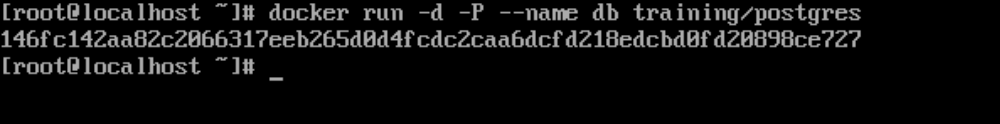 [root@localhost ~]# docker run -d -P --name db training/postgres
146fc142aa82c2066317eeb265d0d4fcdc2caa6dcfd218edcbd0fd20898ce727
[root@localhost ~]# _